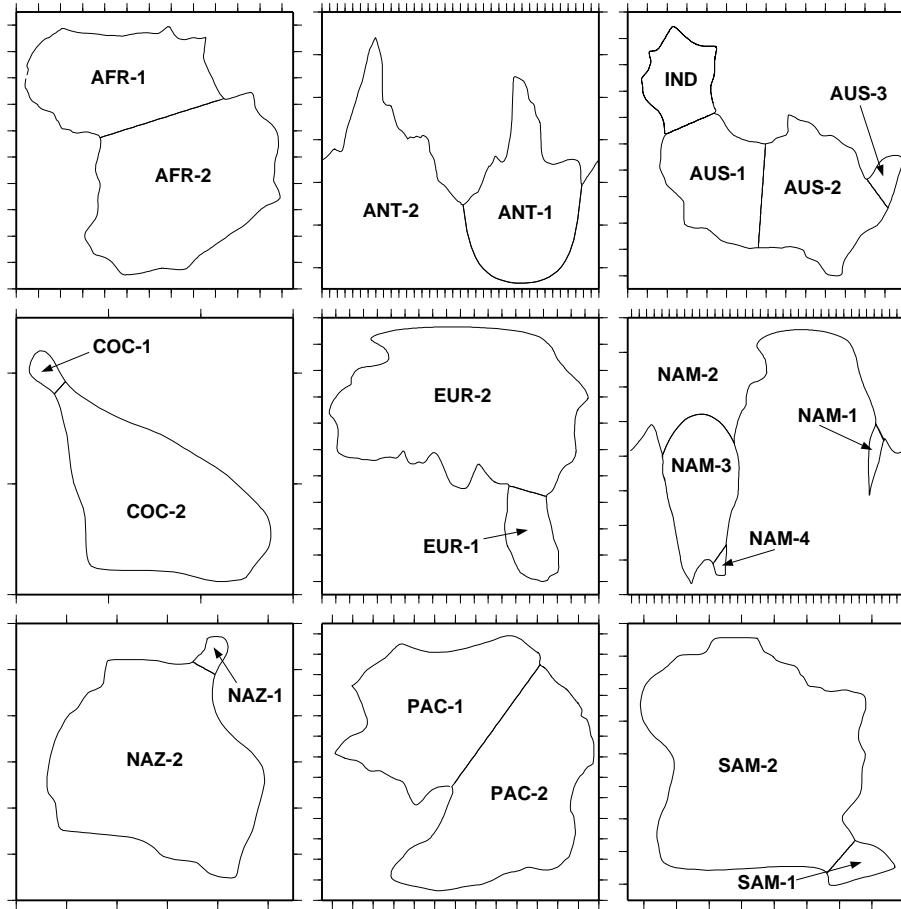 AFR-1
AFR-2
ANT-2
ANT-1
IND
AUS-3
AUS-1
AUS-2
COC-1
COC-2
EUR-2
EUR-1
NAM-2
NAM-1
NAM-3
NAM-4
NAZ-1
NAZ-2
PAC-1
PAC-2
SAM-2
SAM-1